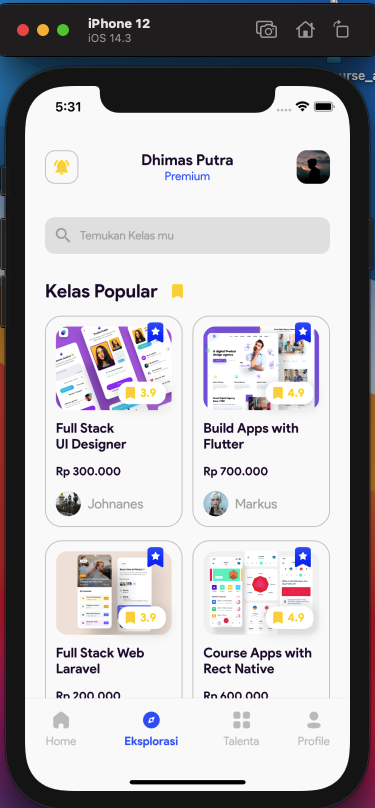 iPhone 12
iOS 14.3
5:31
Dhimas Putra
Premium
Temukan Kelas mu
Kelas Popular
3.9
4.9
Full Stack
UI Designer
Build Apps with
Flutter
Rp 300.000
Rp 700.000
Johnanes
Markus
3.9
4.9
Full Stack Web
Laravel
Course Apps with
Rect Native
Rp 200.000
Rp 600.000
Home
Eksplorasi
Talenta
Profile